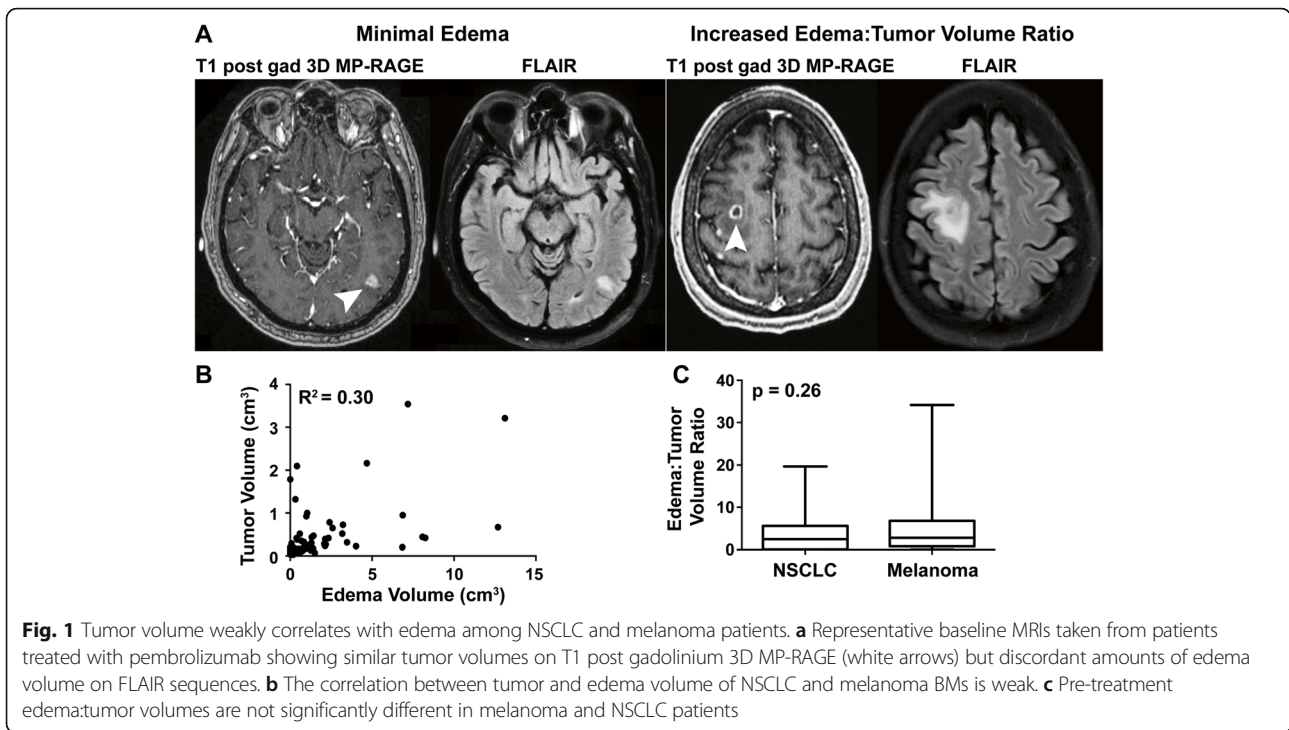 A
Minimal Edema
Increased Edema:Tumor Volume Ratio
T1 post gad 3D MP-RAGE
FLAIR
T1 post gad 3D MP-RAGE
FLAIR
B
R² = 0.30
Tumor Volume (cm³)
4
3
2
1
0
0 5 10 15
Edema Volume (cm³)
C
p = 0.26
Edema:Tumor
Volume Ratio
40
30
20
10
0
NSCLC Melanoma
Fig. 1 Tumor volume weakly correlates with edema among NSCLC and melanoma patients. a Representative baseline MRIs taken from patients
treated with pembrolizumab showing similar tumor volumes on T1 post gadolinium 3D MP-RAGE (white arrows) but discordant amounts of edema
volume on FLAIR sequences. b The correlation between tumor and edema volume of NSCLC and melanoma BMs is weak. c Pre-treatment
edema:tumor volumes are not significantly different in melanoma and NSCLC patients